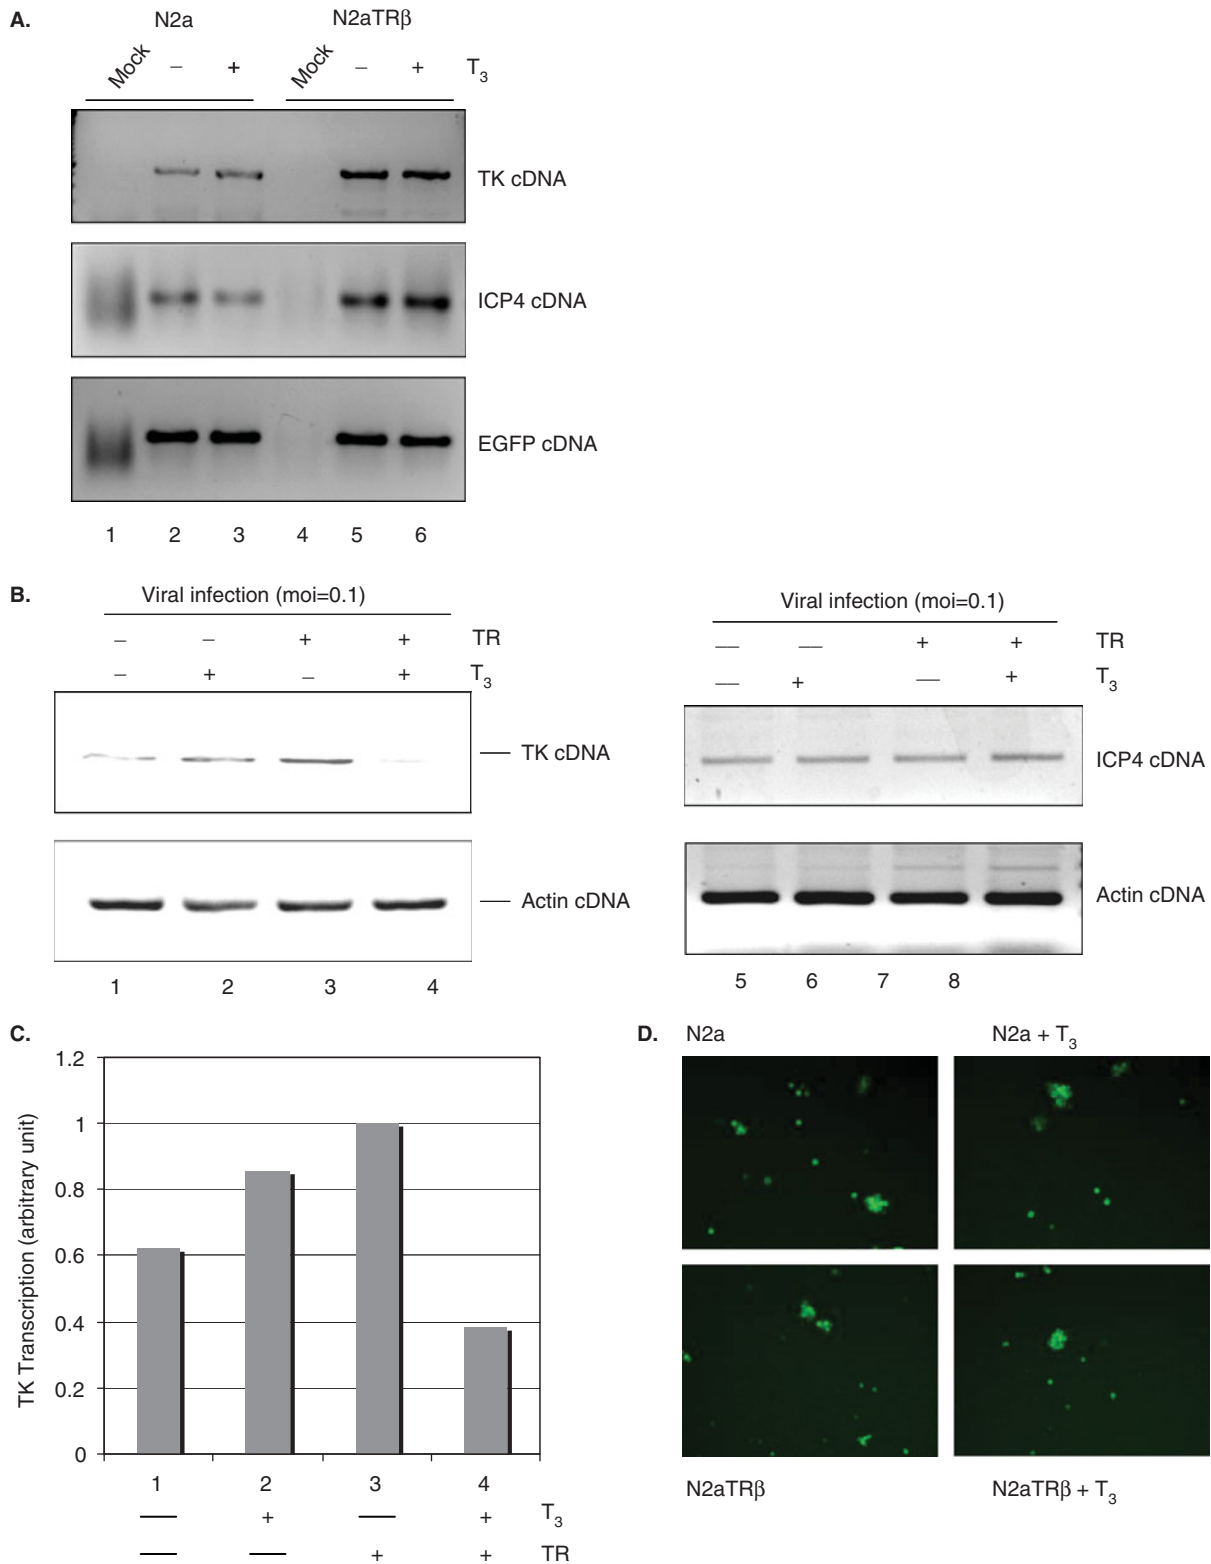 A.
N2a N2aTRβ
Mock – + Mock – + T3
TK cDNA
ICP4 cDNA
EGFP cDNA
1 2 3 4 5 6
B.
Viral infection (moi=0.1)
– – + + TR
– + – + T3
TK cDNA
Actin cDNA
1 2 3 4
Viral infection (moi=0.1)
— — + + TR
— + — + T3
ICP4 cDNA
Actin cDNA
5 6 7 8
C.
TK Transcription (arbitrary unit)
1.2
1
0.8
0.6
0.4
0.2
0
1 2 3 4
— + — + T3
— — + + TR
D.
N2a N2a + T3
N2aTRβ N2aTRβ + T3